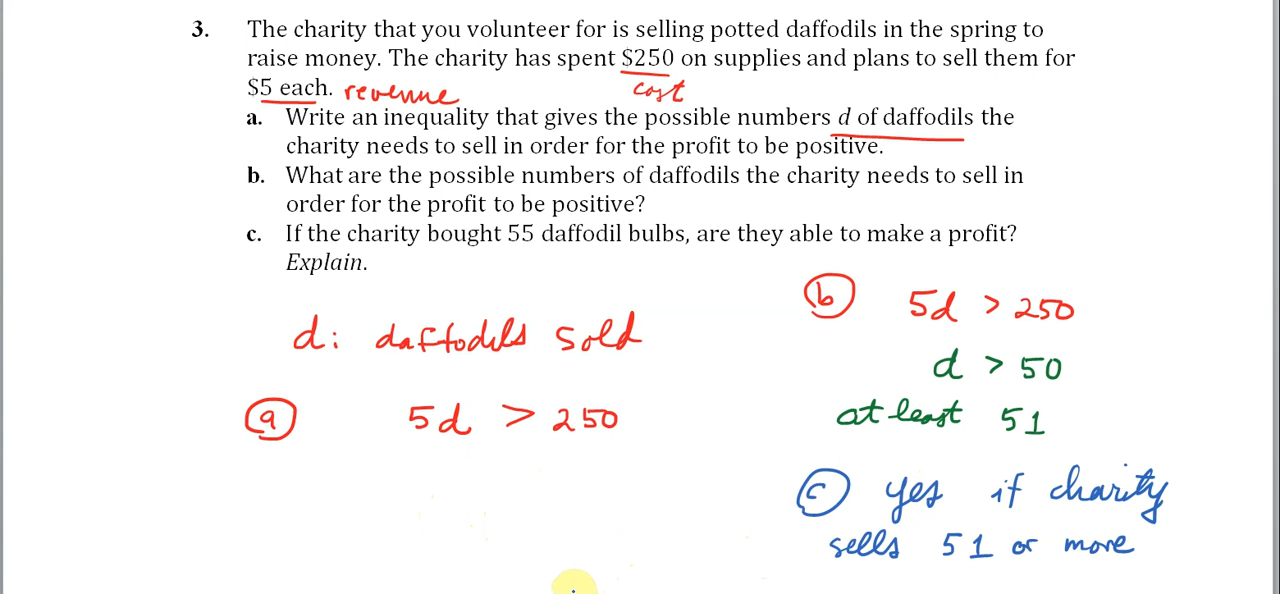 3. The charity that you volunteer for is selling potted daffodils in the spring to
raise money. The charity has spent $250 on supplies and plans to sell them for
$5 each. revenue cost
a. Write an inequality that gives the possible numbers d of daffodils the
charity needs to sell in order for the profit to be positive.
b. What are the possible numbers of daffodils the charity needs to sell in
order for the profit to be positive?
c. If the charity bought 55 daffodil bulbs, are they able to make a profit?
Explain.
d: daffodils sold
a 5d > 250
b 5d > 250
d > 50
at least 51
c yes if charity
sells 51 or more